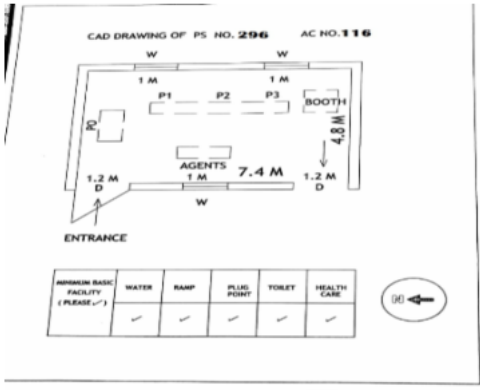 CAD DRAWING OF PS NO. 296 AC NO.116
W W
1 M 1 M
P1 P2 P3 BOOTH
PO
4.8 M
AGENTS
1.2 M 1 M 7.4 M 1.2 M
D D
W
ENTRANCE
MINIMUM BASIC FACILITY ( PLEASE ✓ ) WATER RAMP PLUG POINT TOILET HEALTH CARE
✓ ✓ ✓ ✓ ✓
N